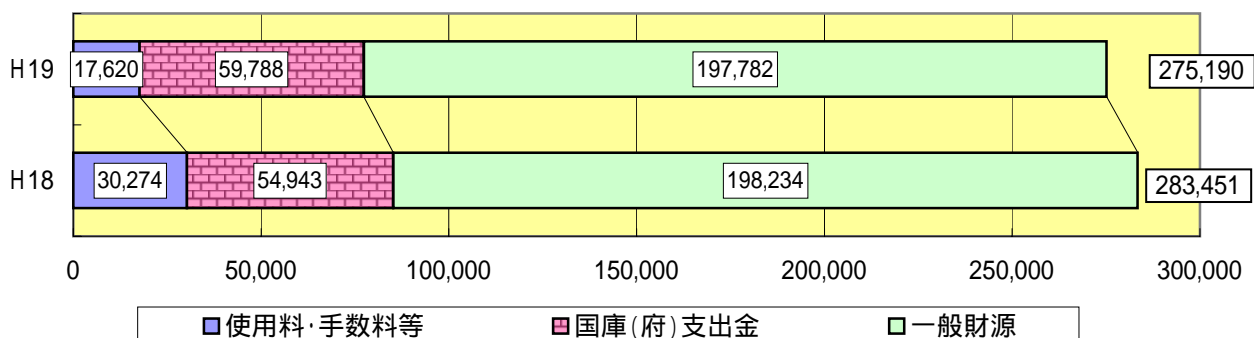 H19 17,620 59,788 197,782 275,190
H18 30,274 54,943 198,234 283,451
0 50,000 100,000 150,000 200,000 250,000 300,000
使用料・手数料等 国庫(府)支出金 一般財源